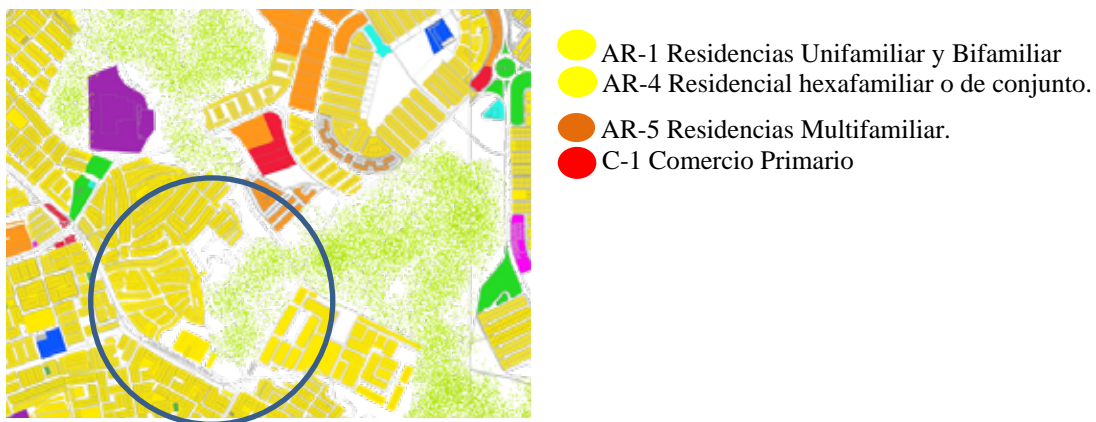 AR-1 Residencias Unifamiliar y Bifamiliar
AR-4 Residencial hexafamiliar o de conjunto.
AR-5 Residencias Multifamiliar.
C-1 Comercio Primario